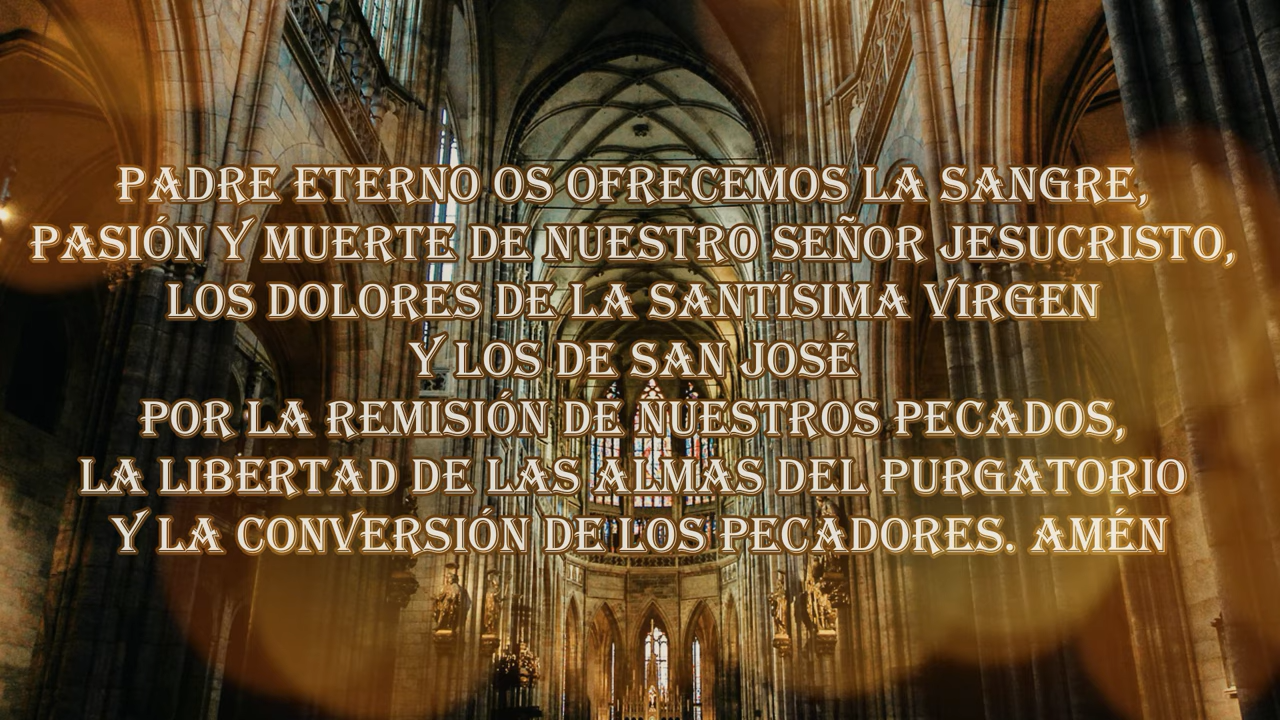 PADRE ETERNO OS OFRECEMOS LA SANGRE,
PASIÓN Y MUERTE DE NUESTRO SEÑOR JESUCRISTO,
LOS DOLORES DE LA SANTÍSIMA VIRGEN
Y LOS DE SAN JOSÉ
POR LA REMISIÓN DE NUESTROS PECADOS,
LA LIBERTAD DE LAS ALMAS DEL PURGATORIO
Y LA CONVERSIÓN DE LOS PECADORES. AMÉN